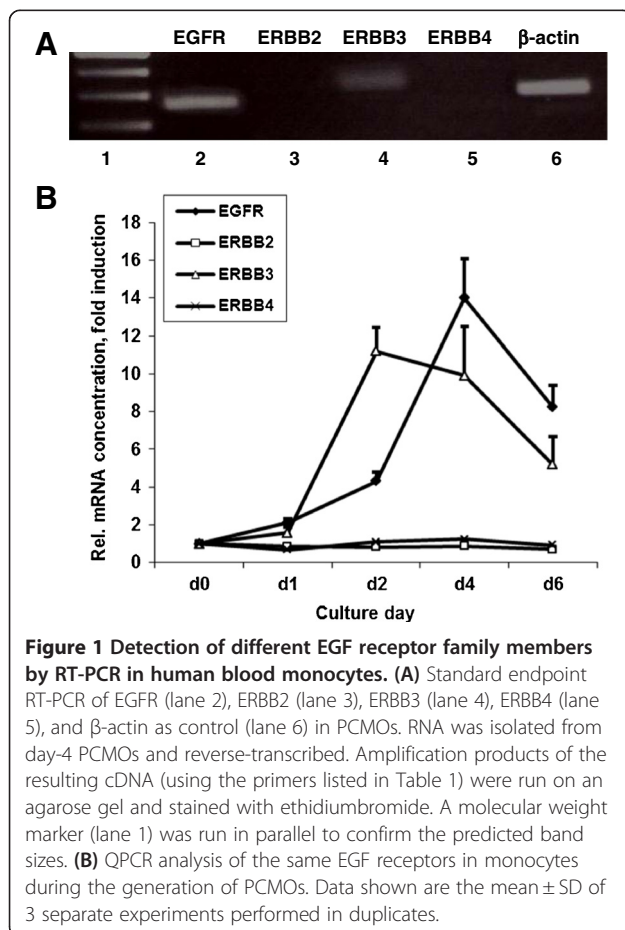 A
EGFR ERBB2 ERBB3 ERBB4 β-actin
1 2 3 4 5 6
B
EGFR
ERBB2
ERBB3
ERBB4
Rel. mRNA concentration, fold induction
18
16
14
12
10
8
6
4
2
0
d0 d1 d2 d4 d6
Culture day
Figure 1 Detection of different EGF receptor family members
by RT-PCR in human blood monocytes. (A) Standard endpoint
RT-PCR of EGFR (lane 2), ERBB2 (lane 3), ERBB3 (lane 4), ERBB4 (lane
5), and β-actin as control (lane 6) in PCMOs. RNA was isolated from
day-4 PCMOs and reverse-transcribed. Amplification products of the
resulting cDNA (using the primers listed in Table 1) were run on an
agarose gel and stained with ethidiumbromide. A molecular weight
marker (lane 1) was run in parallel to confirm the predicted band
sizes. (B) QPCR analysis of the same EGF receptors in monocytes
during the generation of PCMOs. Data shown are the mean ± SD of
3 separate experiments performed in duplicates.